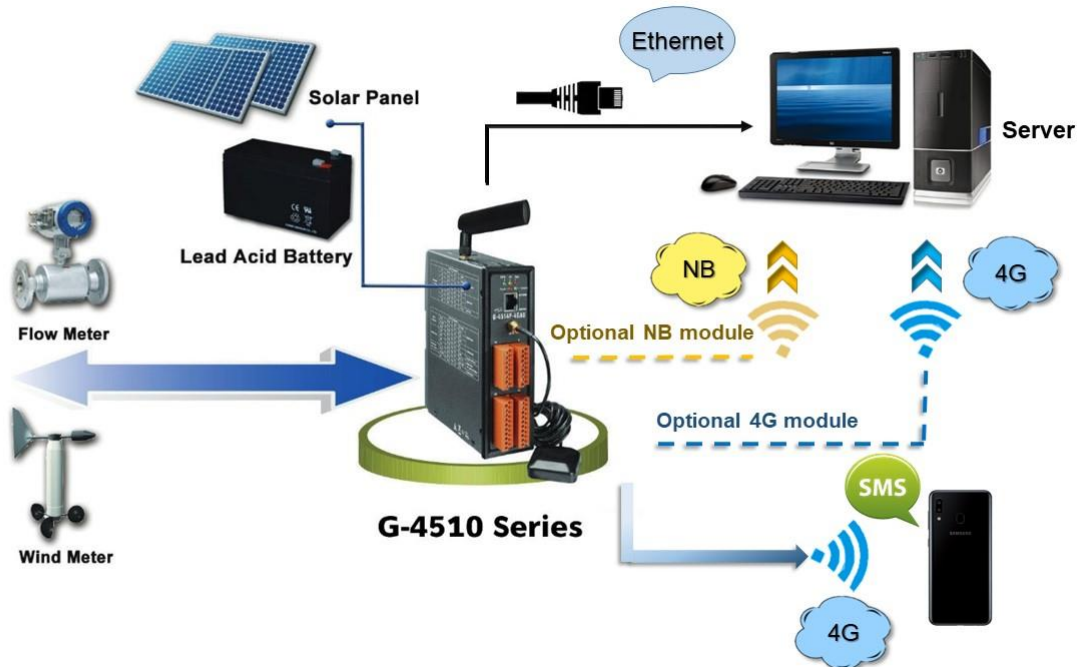 Ethernet
Solar Panel
Server
Lead Acid Battery
NB
4G
Flow Meter
Optional NB module
Optional 4G module
SMS
SAMSUNG
G-4510 Series
Wind Meter
4G